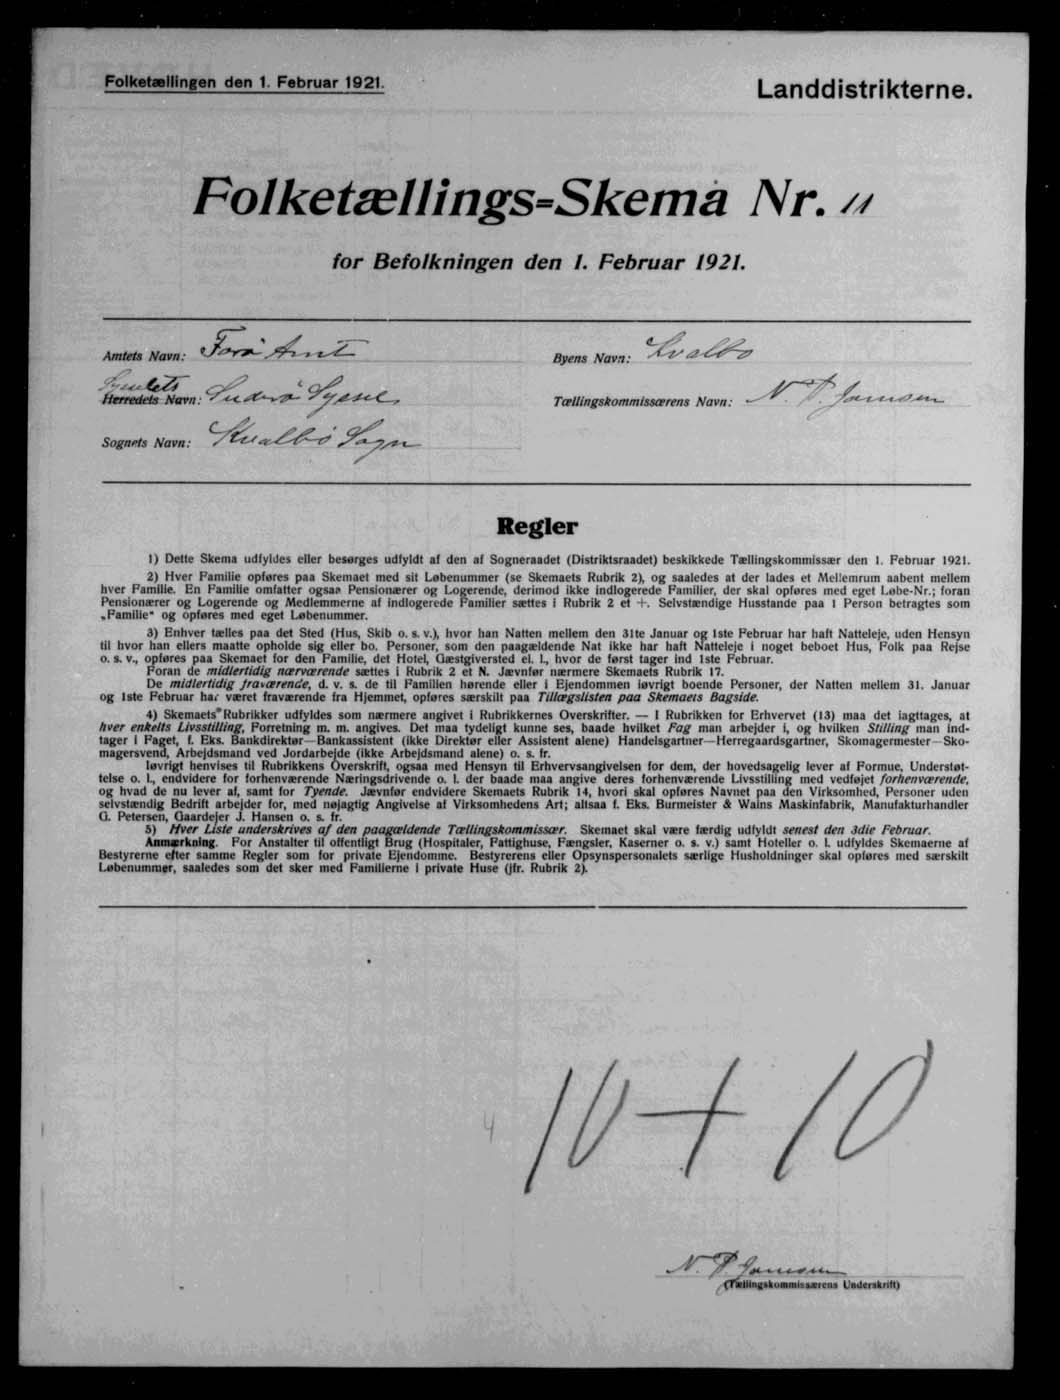 Folketællingen den 1. Februar 1921.
Landdistrikterne.
Folketællings=Skema Nr. 11
for Befolkningen den 1. Februar 1921.
Amtets Navn: Færø Amt
Byens Navn: Kvalbø
Syselets
Herredets Navn: Suderø Syssel
Tællingskommissærens Navn: N. P. Joensen
Sognets Navn: Kvalbø Sogn
Regler
1) Dette Skema udfyldes eller besørges udfyldt af den af Sogneraadet (Distriktsraadet) beskikkede Tællingskommissær den 1. Februar 1921.
2) Hver Familie opføres paa Skemaet med sit Løbenummer (se Skemaets Rubrik 2), og saaledes at der lades et Mellemrum aabent mellem
hver Familie. En Familie omfatter ogsaa Pensionærer og Logerende, derimod ikke indlogerede Familier, der skal opføres med eget Løbe-Nr.; foran
Pensionærer og Logerende og Medlemmerne af indlogerede Familier sættes i Rubrik 2 et +. Selvstændige Husstande paa 1 Person betragtes som
„Familie“ og opføres med eget Løbenummer.
3) Enhver tælles paa det Sted (Hus, Skib o. s. v.), hvor han Natten mellem den 31te Januar og 1ste Februar har haft Natteleje, uden Hensyn
til hvor han ellers maatte opholde sig eller bo. Personer, som den paagældende Nat ikke har haft Natteleje i noget beboet Hus, Folk paa Rejse
o. s. v., opføres paa Skemaet for den Familie, det Hotel, Gæstgiversted el. l., hvor de først tager ind 1ste Februar.
Foran de midlertidig nærværende sættes i Rubrik 2 et N. Jævnfør nærmere Skemaets Rubrik 17.
De midlertidig fraværende, d. v. s. de til Familien hørende eller i Ejendommen iøvrigt boende Personer, der Natten mellem 31. Januar
og 1ste Februar har været fraværende fra Hjemmet, opføres særskilt paa Tillægslisten paa Skemaets Bagside.
4) Skemaets Rubrikker udfyldes som nærmere angivet i Rubrikkernes Overskrifter. — I Rubrikken for Erhvervet (13) maa det iagttages, at
hver enkelts Livsstilling, Forretning m. m. angives. Det maa tydeligt kunne ses, baade hvilket Fag man arbejder i, og hvilken Stilling man ind-
tager i Faget, f. Eks. Bankdirektør—Bankassistent (ikke Direktør eller Assistent alene) Handelsgartner—Herregaardsgartner, Skomagermester—Sko-
magersvend, Arbejdsmand ved Jordarbejde (ikke Arbejdsmand alene) o. s. fr.
Iøvrigt henvises til Rubrikkens Overskrift, ogsaa med Hensyn til Erhvervsangivelsen for dem, der hovedsagelig lever af Formue, Understøt-
telse o. l., endvidere for forhenværende Næringsdrivende o. l. der baade maa angive deres forhenværende Livsstilling med vedføjet forhenværende,
og hvad de nu lever af, samt for Tyende. Jævnfør endvidere Skemaets Rubrik 14, hvori skal opføres Navnet paa den Virksomhed, Personer uden
selvstændig Bedrift arbejder for, med nøjagtig Angivelse af Virksomhedens Art; altsaa f. Eks. Burmeister & Wains Maskinfabrik, Manufakturhandler
G. Petersen, Gaardejer J. Hansen o. s. fr.
5) Hver Liste underskrives af den paagældende Tællingskommissær. Skemaet skal være færdig udfyldt senest den 3die Februar.
Anmærkning. For Anstalter til offentligt Brug (Hospitaler, Fattighuse, Fængsler, Kaserner o. s. v.) samt Hoteller o. l. udfyldes Skemaerne af
Bestyrerne efter samme Regler som for private Ejendomme. Bestyrerens eller Opsynspersonalets særlige Husholdninger skal opføres med særskilt
Løbenummer, saaledes som det sker med Familierne i private Huse (jfr. Rubrik 2).
4
10 + 10
N. P. Joensen
(Tællingskommissærens Underskrift)